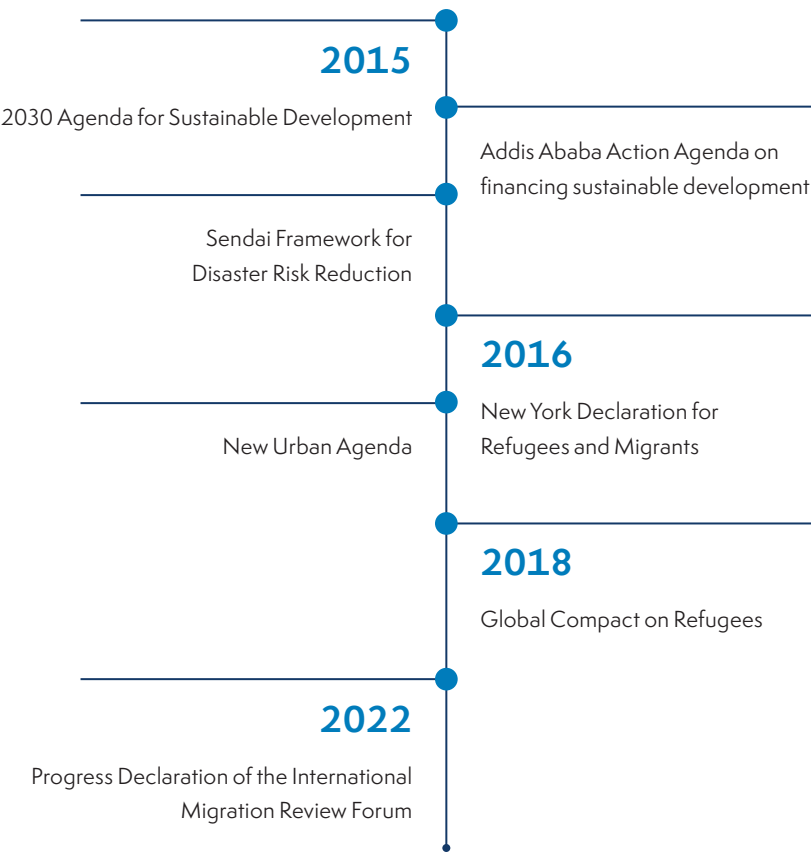 2015
2030 Agenda for Sustainable Development
Addis Ababa Action Agenda on
financing sustainable development
Sendai Framework for
Disaster Risk Reduction
2016
New York Declaration for
Refugees and Migrants
New Urban Agenda
2018
Global Compact on Refugees
2022
Progress Declaration of the International
Migration Review Forum